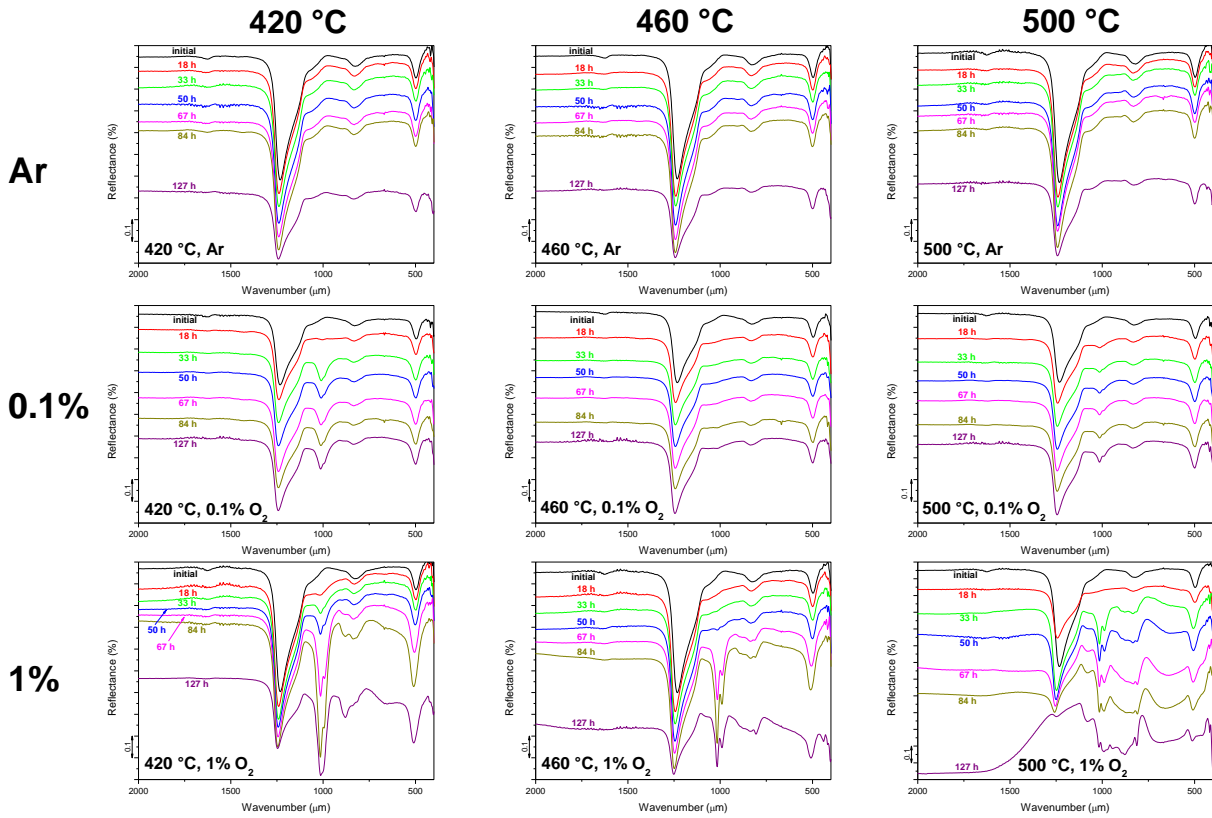 420 °C
460 °C
500 °C
Ar
Reflectance (%)
initial
18 h
33 h
50 h
67 h
84 h
127 h
0.1
420 °C, Ar
2000 1500 1000 500
Wavenumber (µm)
Reflectance (%)
initial
18 h
33 h
50 h
67 h
84 h
127 h
0.1
460 °C, Ar
2000 1500 1000 500
Wavenumber (µm)
Reflectance (%)
initial
18 h
33 h
50 h
67 h
84 h
127 h
0.1
500 °C, Ar
2000 1500 1000 500
Wavenumber (µm)
0.1%
Reflectance (%)
initial
18 h
33 h
50 h
67 h
84 h
127 h
0.1
420 °C, 0.1% O₂
2000 1500 1000 500
Wavenumber (µm)
Reflectance (%)
initial
18 h
33 h
50 h
67 h
84 h
127 h
0.1
460 °C, 0.1% O₂
2000 1500 1000 500
Wavenumber (µm)
Reflectance (%)
initial
18 h
33 h
50 h
67 h
84 h
127 h
0.1
500 °C, 0.1% O₂
2000 1500 1000 500
Wavenumber (µm)
1%
Reflectance (%)
initial
18 h
33 h
50 h
67 h
84 h
127 h
0.1
420 °C, 1% O₂
2000 1500 1000 500
Wavenumber (µm)
Reflectance (%)
initial
18 h
33 h
50 h
67 h
84 h
127 h
0.1
460 °C, 1% O₂
2000 1500 1000 500
Wavenumber (µm)
Reflectance (%)
initial
18 h
33 h
50 h
67 h
84 h
127 h
0.1
500 °C, 1% O₂
2000 1500 1000 500
Wavenumber (µm)